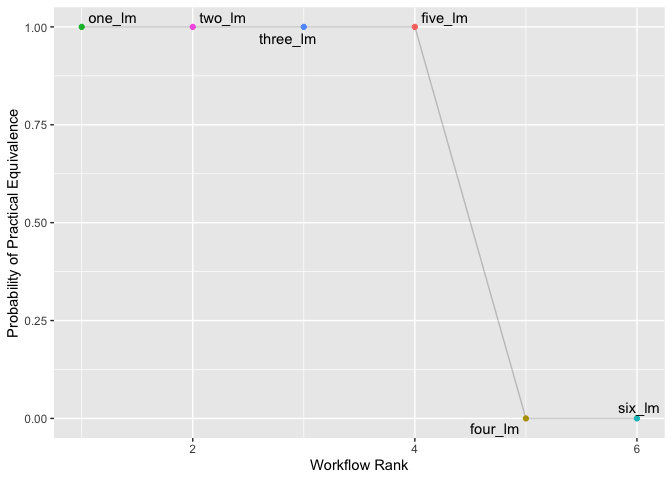 1.00
0.75
0.50
0.25
0.00
Probability of Practical Equivalence
one_lm
two_lm
three_lm
five_lm
four_lm
six_lm
2
4
6
Workflow Rank